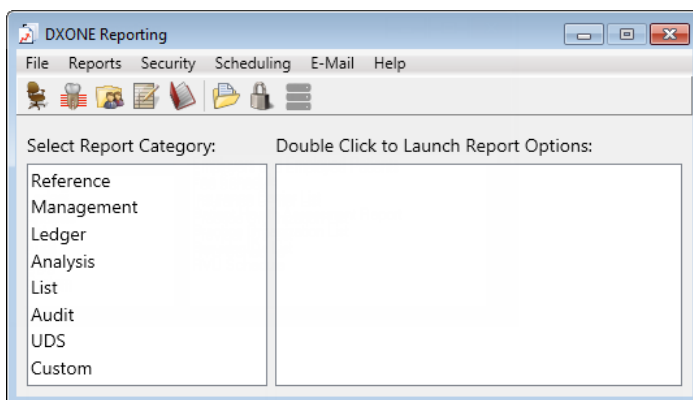 DXONE Reporting
File Reports Security Scheduling E-Mail Help
Select Report Category: Double Click to Launch Report Options:
Reference
Management
Ledger
Analysis
List
Audit
UDS
Custom